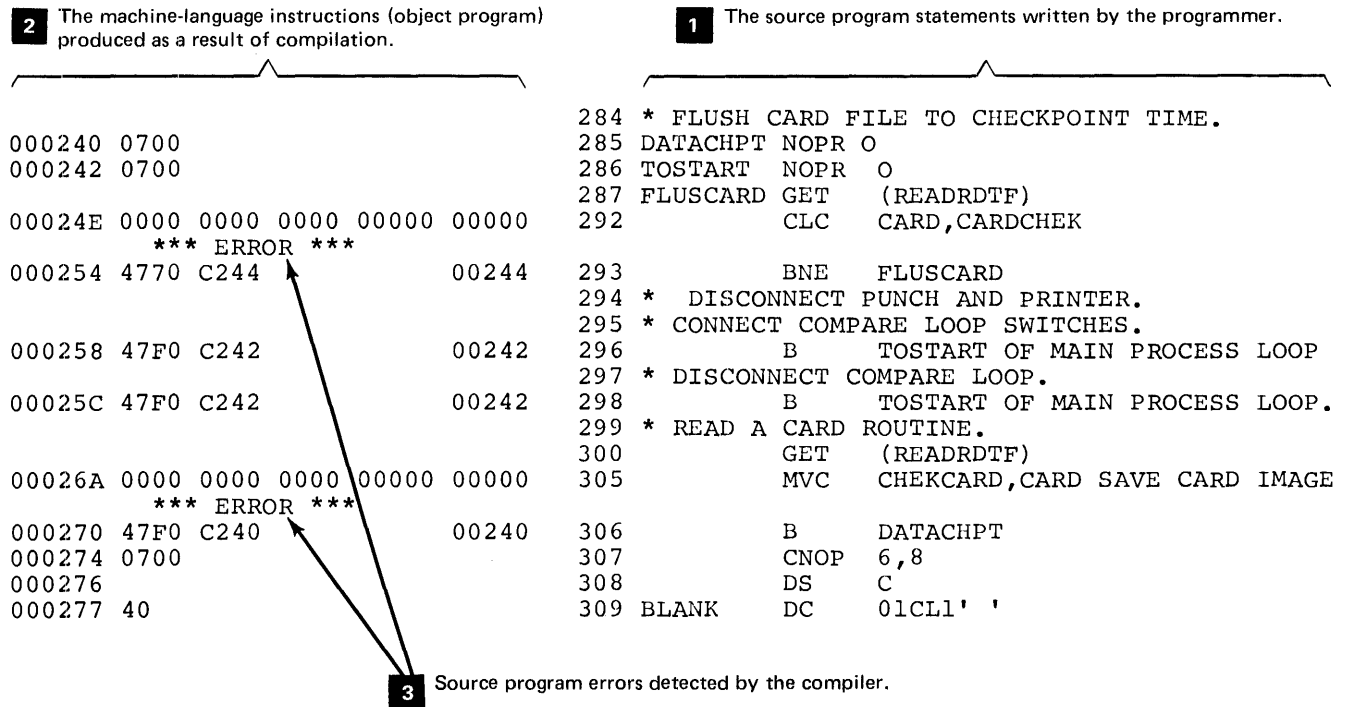 2 The machine-language instructions (object program)
produced as a result of compilation.
1 The source program statements written by the programmer.
284 * FLUSH CARD FILE TO CHECKPOINT TIME.
000240 0700 285 DATACHPT NOPR O
000242 0700 286 TOSTART NOPR O
287 FLUSCARD GET (READRDTF)
00024E 0000 0000 0000 00000 00000 292 CLC CARD,CARDCHEK
*** ERROR ***
000254 4770 C244 00244 293 BNE FLUSCARD
294 * DISCONNECT PUNCH AND PRINTER.
295 * CONNECT COMPARE LOOP SWITCHES.
000258 47F0 C242 00242 296 B TOSTART OF MAIN PROCESS LOOP
297 * DISCONNECT COMPARE LOOP.
00025C 47F0 C242 00242 298 B TOSTART OF MAIN PROCESS LOOP.
299 * READ A CARD ROUTINE.
300 GET (READRDTF)
00026A 0000 0000 0000 00000 00000 305 MVC CHEKCARD,CARD SAVE CARD IMAGE
*** ERROR ***
000270 47F0 C240 00240 306 B DATACHPT
000274 0700 307 CNOP 6,8
000276 308 DS C
000277 40 309 BLANK DC 01CL1' '
3 Source program errors detected by the compiler.